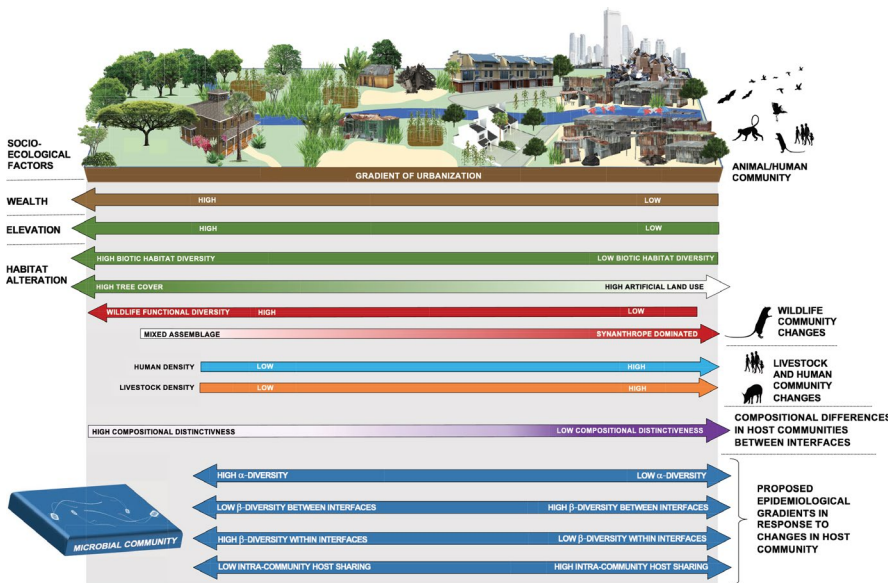 SOCIO-
ECOLOGICAL
FACTORS
ANIMAL/HUMAN
COMMUNITY
GRADIENT OF URBANIZATION
WEALTH
HIGH
LOW
ELEVATION
HIGH
LOW
HABITAT
ALTERATION
HIGH BIOTIC HABITAT DIVERSITY
LOW BIOTIC HABITAT DIVERSITY
HIGH TREE COVER
HIGH ARTIFICIAL LAND USE
WILDLIFE FUNCTIONAL DIVERSITY
HIGH
LOW
MIXED ASSEMBLAGE
SYNANTHROPE DOMINATED
WILDLIFE
COMMUNITY
CHANGES
HUMAN DENSITY
LOW
HIGH
LIVESTOCK DENSITY
LOW
HIGH
LIVESTOCK
AND HUMAN
COMMUNITY
CHANGES
HIGH COMPOSITIONAL DISTINCTIVNESS
LOW COMPOSITIONAL DISTINCTIVENESS
COMPOSITIONAL DIFFERENCES
IN HOST COMMUNITIES
BETWEEN INTERFACES
MICROBIAL COMMUNITY
HIGH α-DIVERSITY
LOW α-DIVERSITY
LOW β-DIVERSITY BETWEEN INTERFACES
HIGH β-DIVERSITY BETWEEN INTERFACES
HIGH β-DIVERSITY WITHIN INTERFACES
LOW β-DIVERSITY WITHIN INTERFACES
LOW INTRA-COMMUNITY HOST SHARING
HIGH INTRA-COMMUNITY HOST SHARING
PROPOSED
EPIDEMIOLOGICAL
GRADIENTS IN
RESPONSE TO
CHANGES IN HOST
COMMUNITY